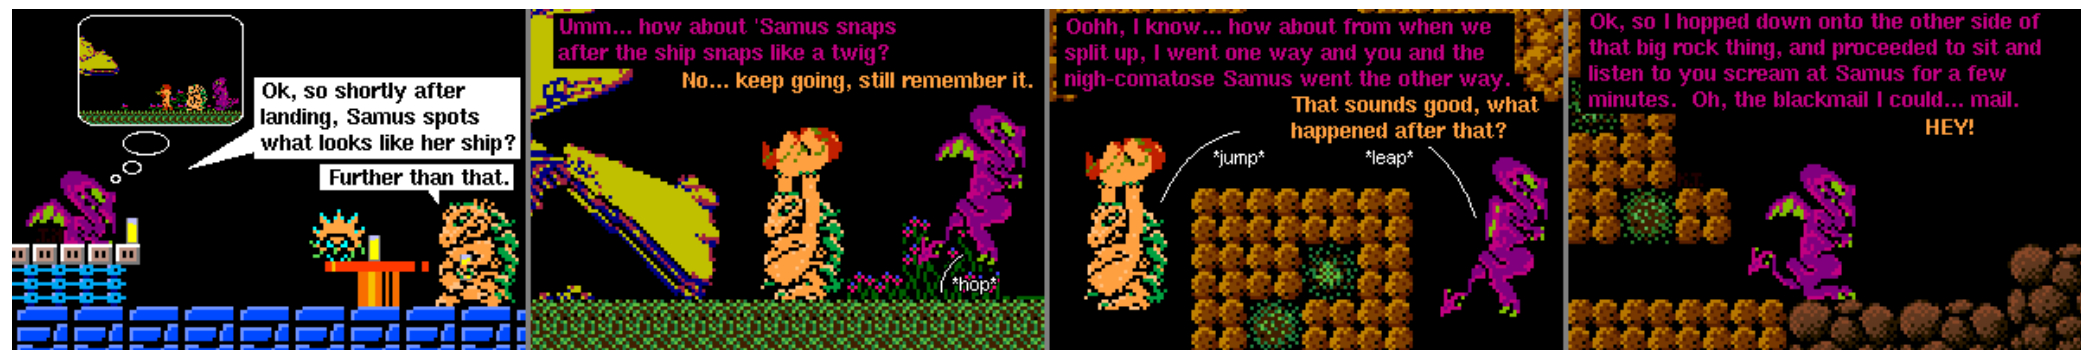 Ok, so shortly after
landing, Samus spots
what looks like her ship?
Further than that.
Umm... how about 'Samus snaps
after the ship snaps like a twig?
No... keep going, still remember it.
*hop*
Oohh, I know... how about from when we
split up, I went one way and you and the
nigh-comatose Samus went the other way.
That sounds good, what
happened after that?
*jump*
*leap*
Ok, so I hopped down onto the other side of
that big rock thing, and proceeded to sit and
listen to you scream at Samus for a few
minutes. Oh, the blackmail I could... mail.
HEY!